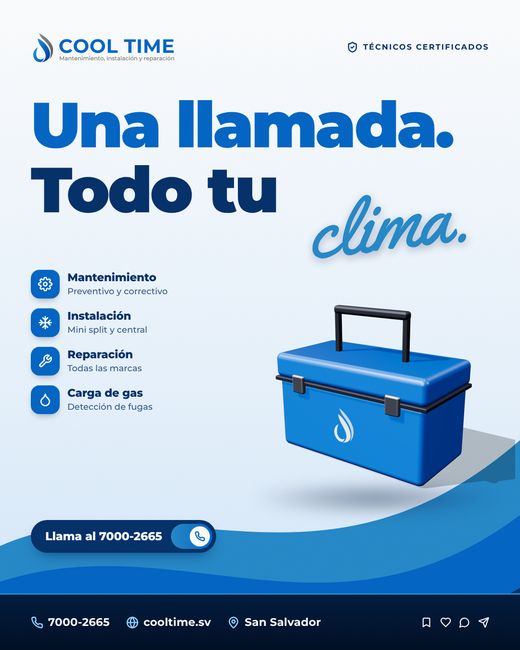 COOL TIME
Mantenimiento, instalación y reparación
TÉCNICOS CERTIFICADOS
Una llamada.
Todo tu
clima.
Mantenimiento
Preventivo y correctivo
Instalación
Mini split y central
Reparación
Todas las marcas
Carga de gas
Detección de fugas
Llama al 7000-2665
7000-2665
cooltime.sv
San Salvador